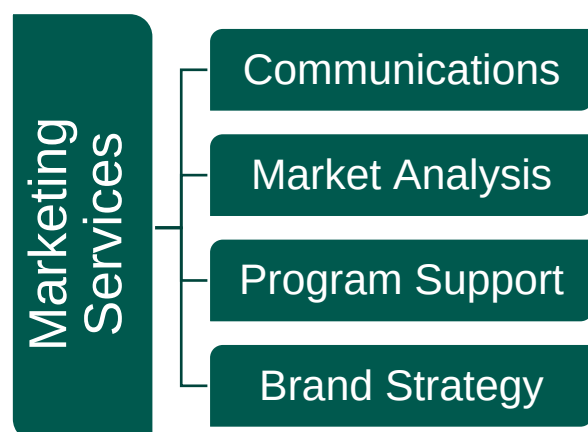 Marketing
Services
Communications
Market Analysis
Program Support
Brand Strategy